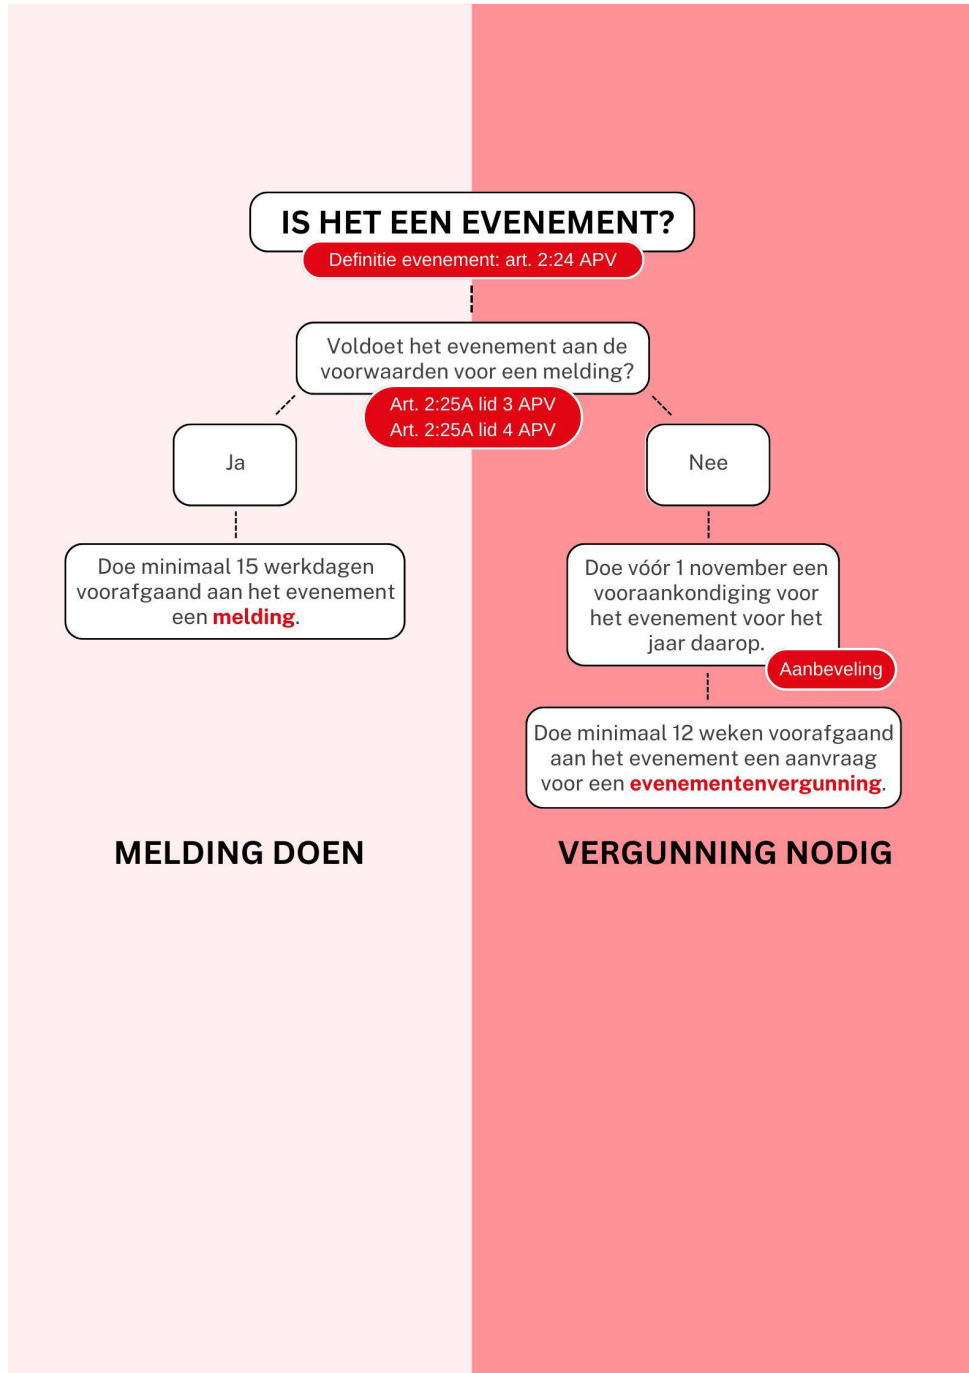 IS HET EEN EVENEMENT?
Definitie evenement: art. 2:24 APV
Voldoet het evenement aan de
voorwaarden voor een melding?
Art. 2:25A lid 3 APV
Art. 2:25A lid 4 APV
Ja
Doe minimaal 15 werkdagen
voorafgaand aan het evenement
een melding.
MELDING DOEN
Nee
Doe vóór 1 november een
vooraankondiging voor
het evenement voor het
jaar daarop.
Aanbeveling
Doe minimaal 12 weken voorafgaand
aan het evenement een aanvraag
voor een evenementenvergunning.
VERGUNNING NODIG